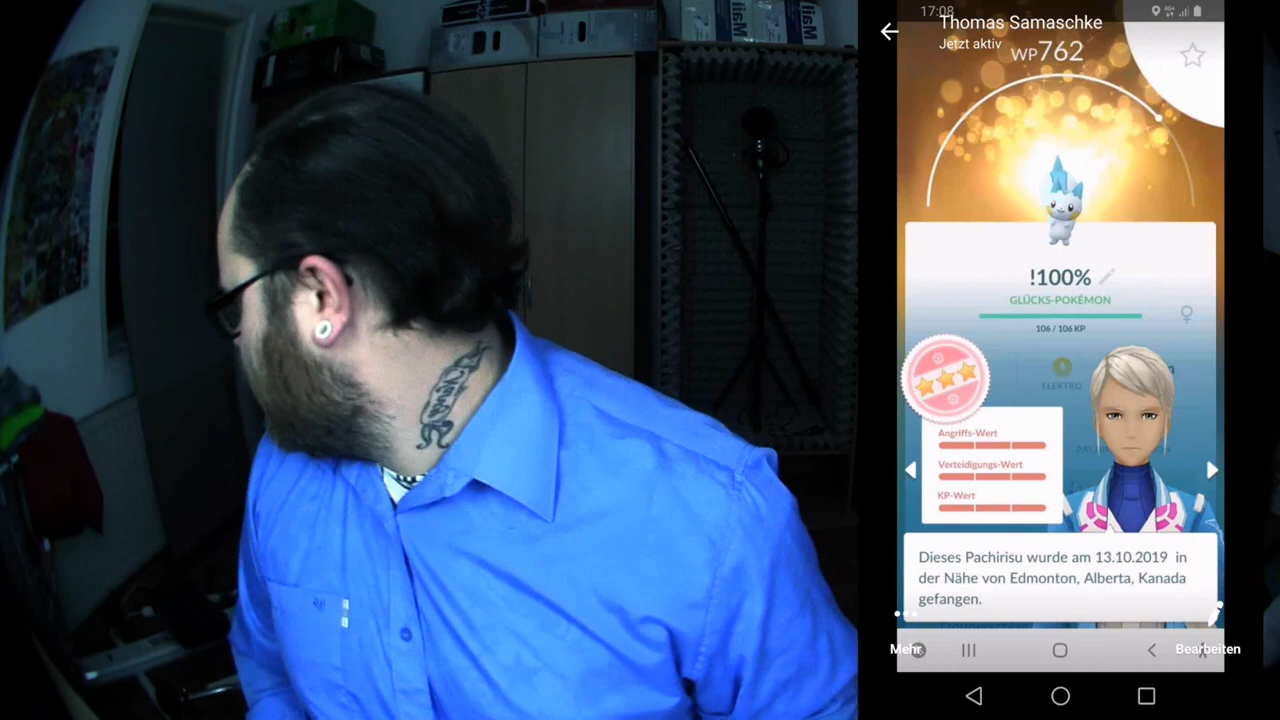 17:08
Thomas Samaschke
Jetzt aktiv
WP762
!100%
GLÜCKS-POKÉMON
106 / 106 KP
ELEKTRO
Angriffs-Wert
Verteidigungs-Wert
KP-Wert
Dieses Pachirisu wurde am 13.10.2019 in
der Nähe von Edmonton, Alberta, Kanada
gefangen.
Mehr
Bearbeiten